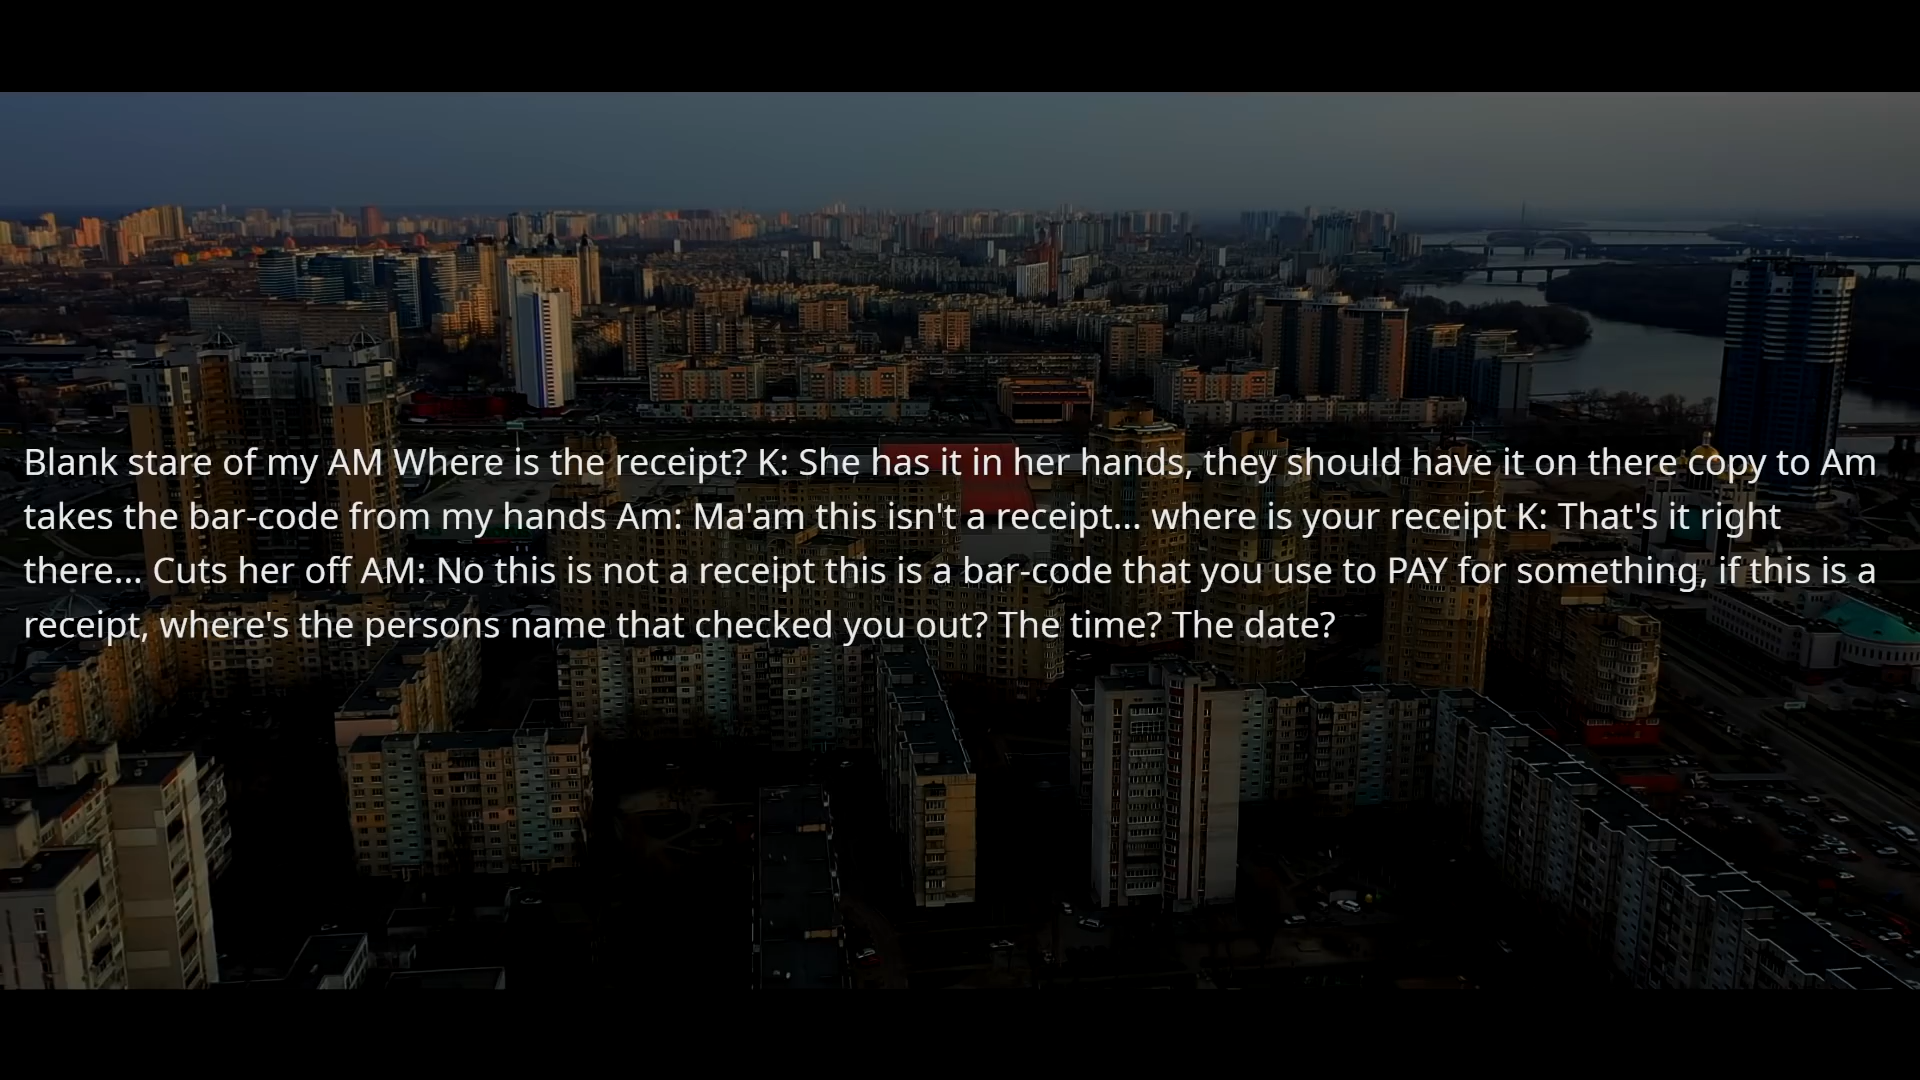 Blank stare of my AM Where is the receipt? K: She has it in her hands, they should have it on there copy to Am
takes the bar-code from my hands Am: Ma'am this isn't a receipt... where is your receipt K: That's it right
there... Cuts her off AM: No this is not a receipt this is a bar-code that you use to PAY for something, if this is a
receipt, where's the persons name that checked you out? The time? The date?